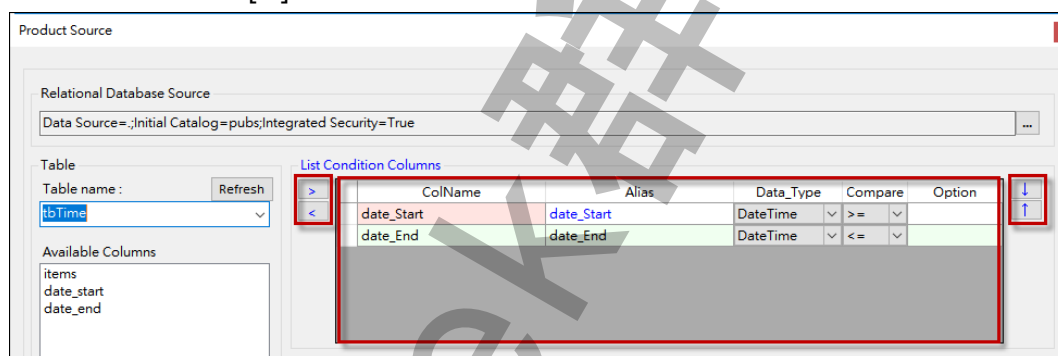 Product Source
Relational Database Source
Data Source=.;Initial Catalog=pubs;Integrated Security=True
...
Table
List Condition Columns
Table name :
Refresh
>
ColName
Alias
Data_Type
Compare
Option
↓
tbTime
<
date_Start
date_Start
DateTime
>=
↑
date_End
date_End
DateTime
<=
Available Columns
items
date_start
date_end